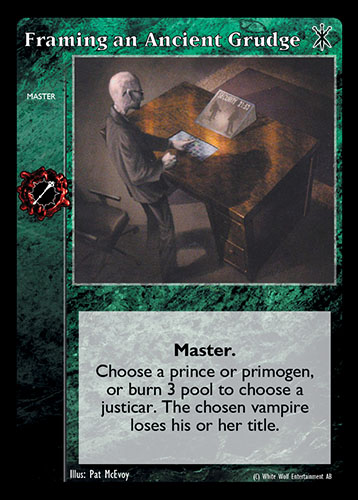 Framing an Ancient Grudge
MASTER
Master.
Choose a prince or primogen,
or burn 3 pool to choose a
justicar. The chosen vampire
loses his or her title.
Illus: Pat McEvoy
(C) White Wolf Entertainment AB